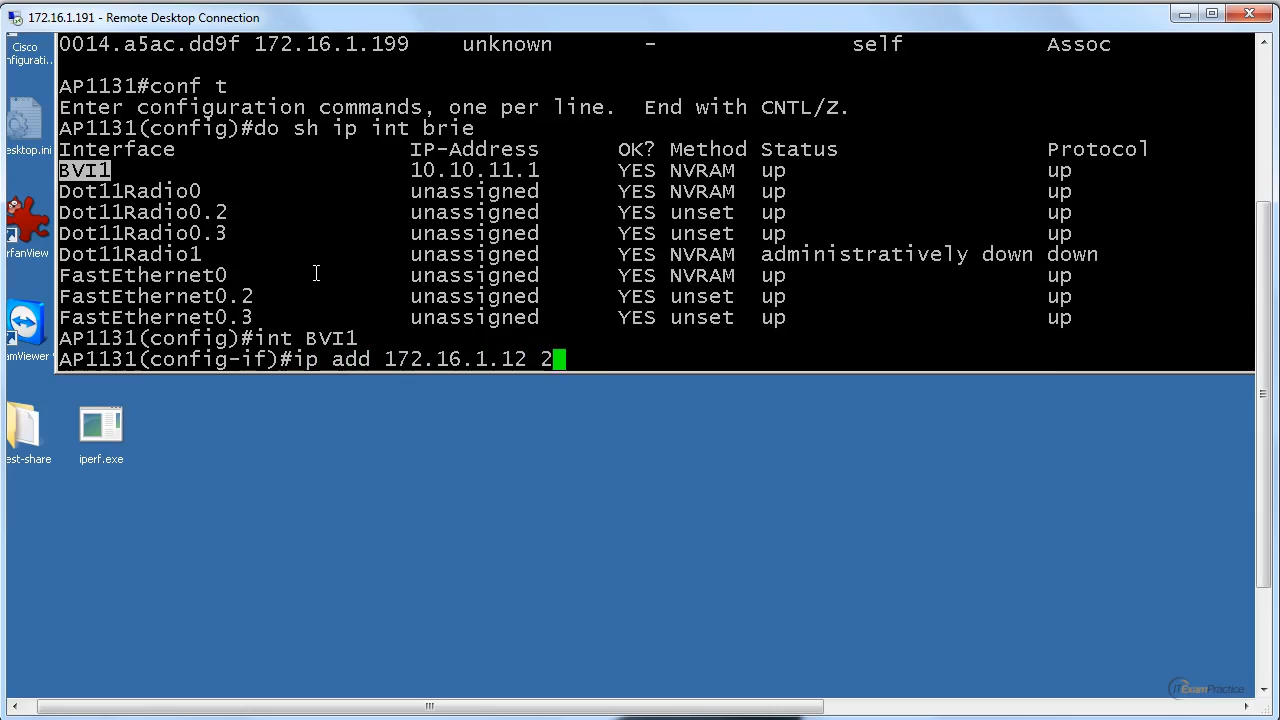 172.16.1.191 - Remote Desktop Connection
Cisco
onfigurati...
0014.a5ac.dd9f 172.16.1.199 unknown - self Assoc
AP1131#conf t
Enter configuration commands, one per line. End with CNTL/Z.
AP1131(config)#do sh ip int brie
Interface IP-Address OK? Method Status Protocol
BVI1 10.10.11.1 YES NVRAM up up
Dot11Radio0 unassigned YES NVRAM up up
Dot11Radio0.2 unassigned YES unset up up
Dot11Radio0.3 unassigned YES unset up up
Dot11Radio1 unassigned YES NVRAM administratively down down
FastEthernet0 unassigned YES NVRAM up up
FastEthernet0.2 unassigned YES unset up up
FastEthernet0.3 unassigned YES unset up up
AP1131(config)#int BVI1
AP1131(config-if)#ip add 172.16.1.12 2
esktop.ini
rfanView
amViewer
est-share
iperf.exe
ITExamPractice